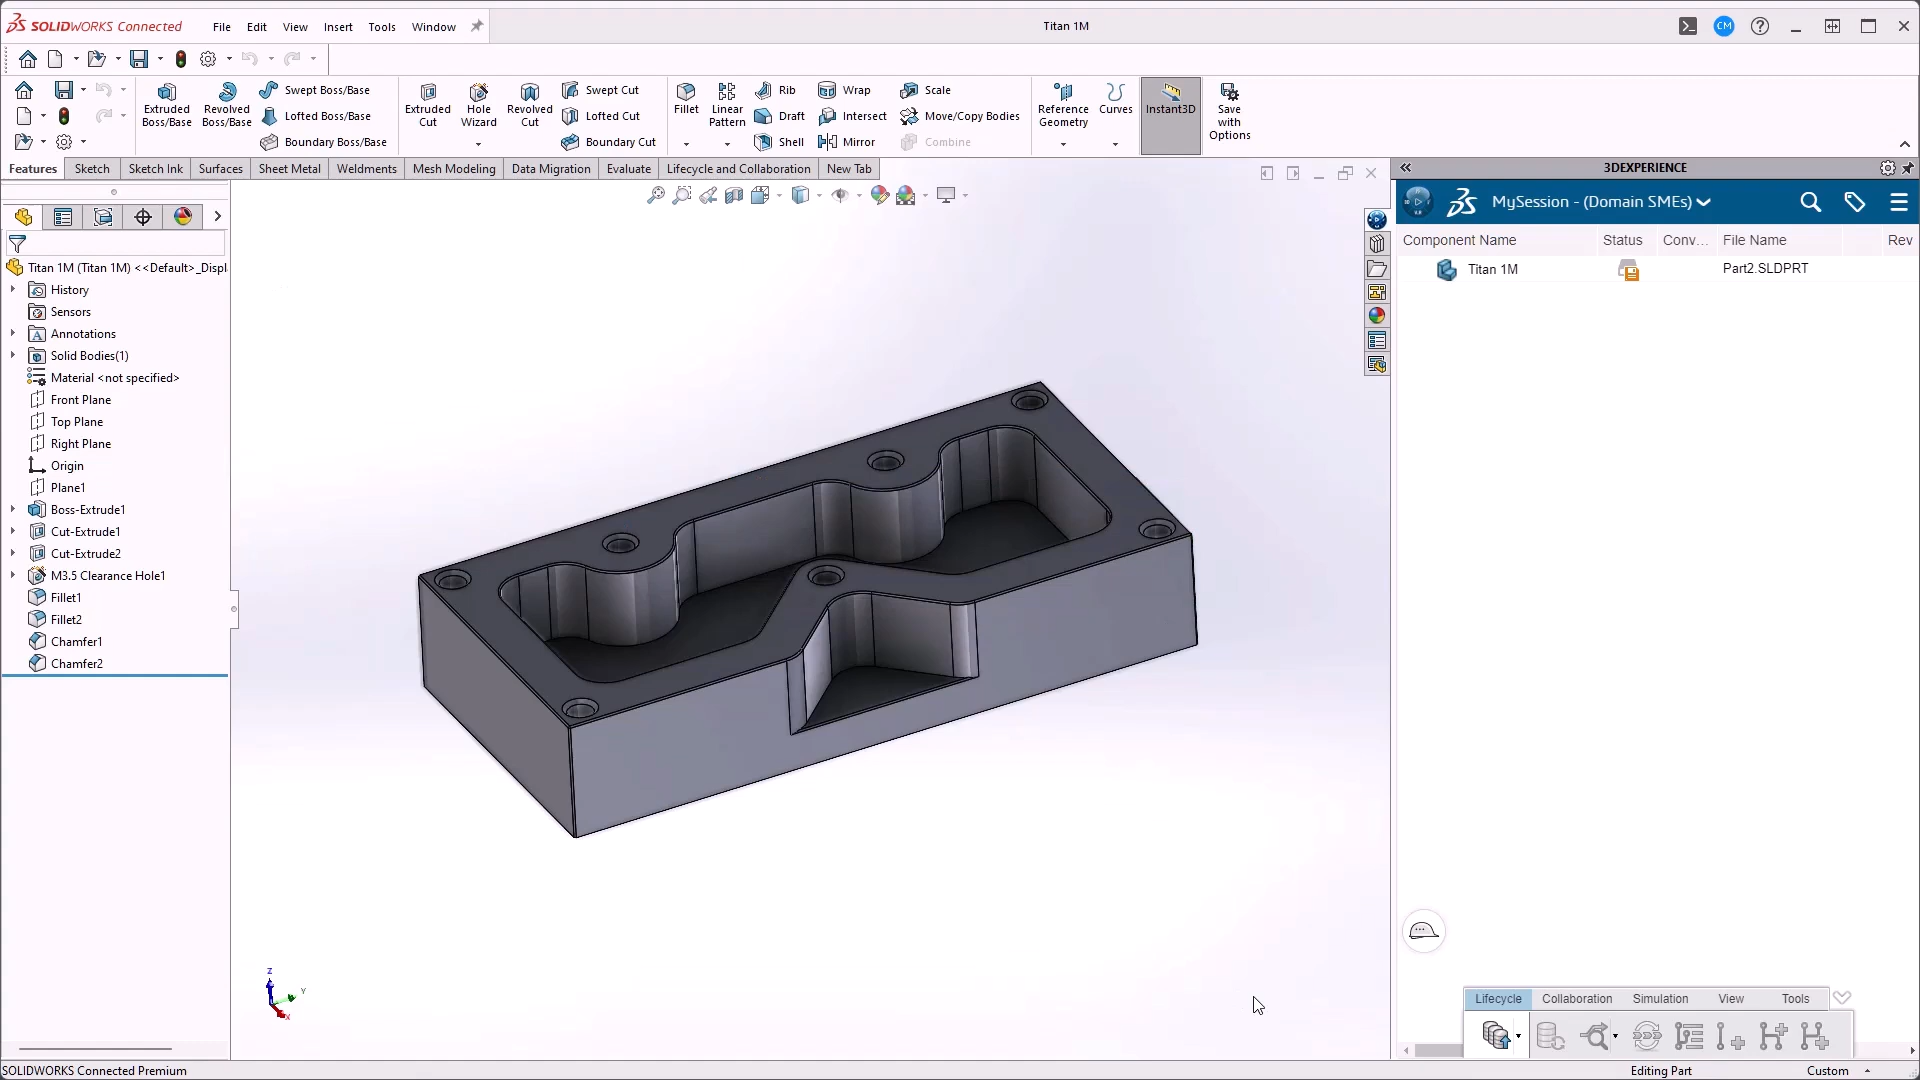 SOLIDWORKS Connected
File Edit View Insert Tools Window
Titan 1M
CM
Extruded Boss/Base
Revolved Boss/Base
Swept Boss/Base
Lofted Boss/Base
Boundary Boss/Base
Extruded Cut
Hole Wizard
Revolved Cut
Swept Cut
Lofted Cut
Boundary Cut
Fillet
Linear Pattern
Rib
Draft
Shell
Wrap
Intersect
Mirror
Scale
Move/Copy Bodies
Combine
Reference Geometry
Curves
Instant3D
Save with Options
Features Sketch Sketch Ink Surfaces Sheet Metal Weldments Mesh Modeling Data Migration Evaluate Lifecycle and Collaboration New Tab
Titan 1M (Titan 1M) <<Default>_Displ
History
Sensors
Annotations
Solid Bodies(1)
Material <not specified>
Front Plane
Top Plane
Right Plane
Origin
Plane1
Boss-Extrude1
Cut-Extrude1
Cut-Extrude2
M3.5 Clearance Hole1
Fillet1
Fillet2
Chamfer1
Chamfer2
Z
Y
X
3DEXPERIENCE
MySession - (Domain SMEs)
Component Name Status Conv... File Name Rev
Titan 1M Part2.SLDPRT
Lifecycle Collaboration Simulation View Tools
SOLIDWORKS Connected Premium
Editing Part
Custom